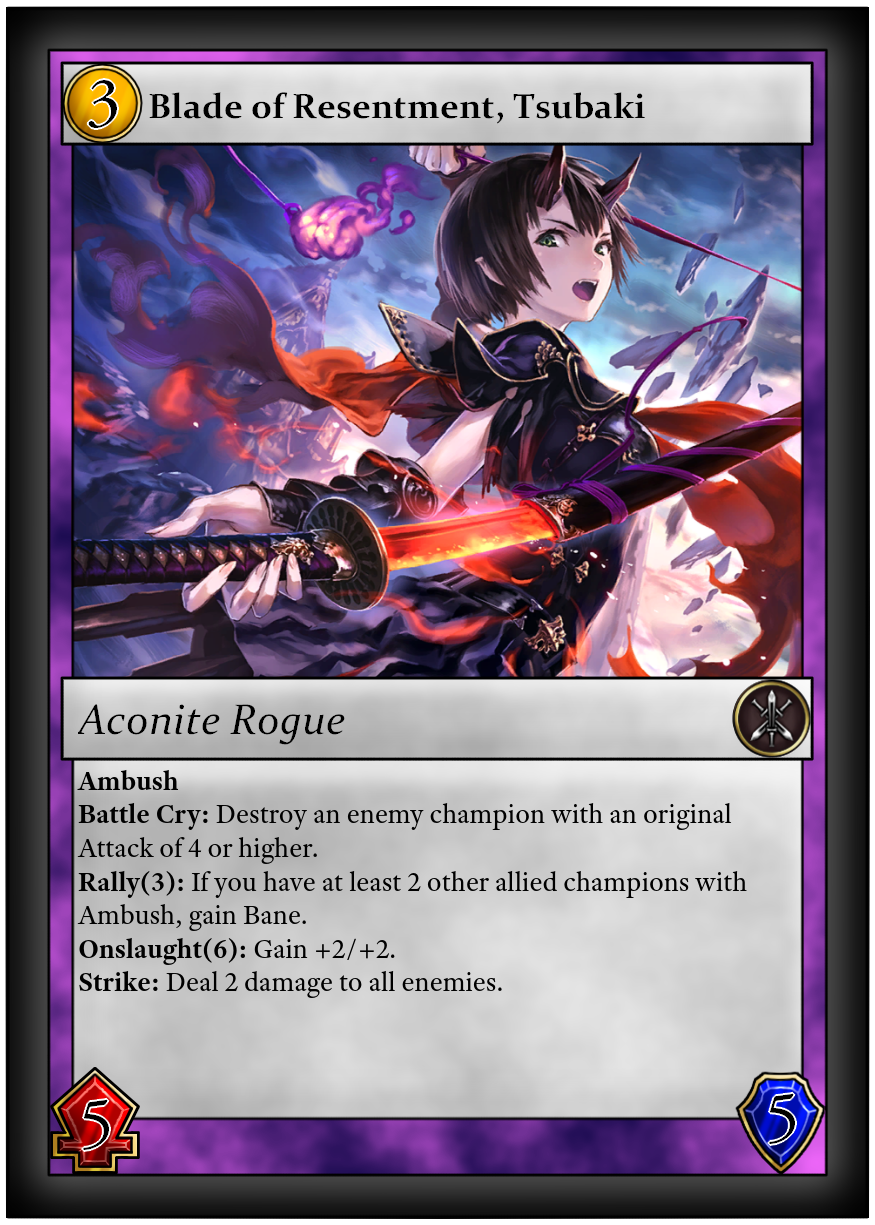 3
Blade of Resentment, Tsubaki
Aconite Rogue
Ambush
Battle Cry: Destroy an enemy champion with an original
Attack of 4 or higher.
Rally(3): If you have at least 2 other allied champions with
Ambush, gain Bane.
Onslaught(6): Gain +2/+2.
Strike: Deal 2 damage to all enemies.
5
5